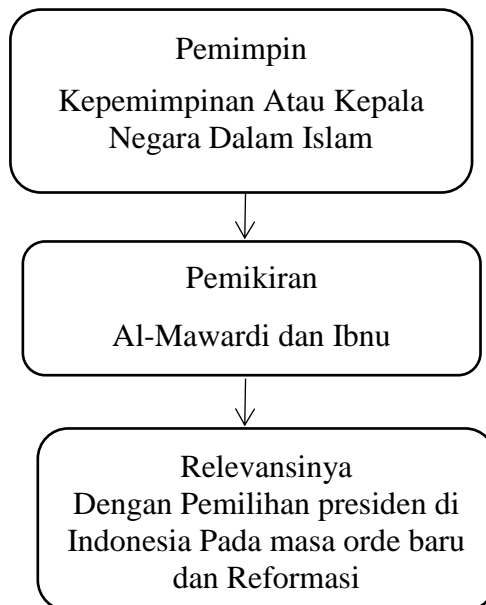 Pemimpin
Kepemimpinan Atau Kepala
Negara Dalam Islam
Pemikiran
Al-Mawardi dan Ibnu
Relevansinya
Dengan Pemilihan presiden di
Indonesia Pada masa orde baru
dan Reformasi